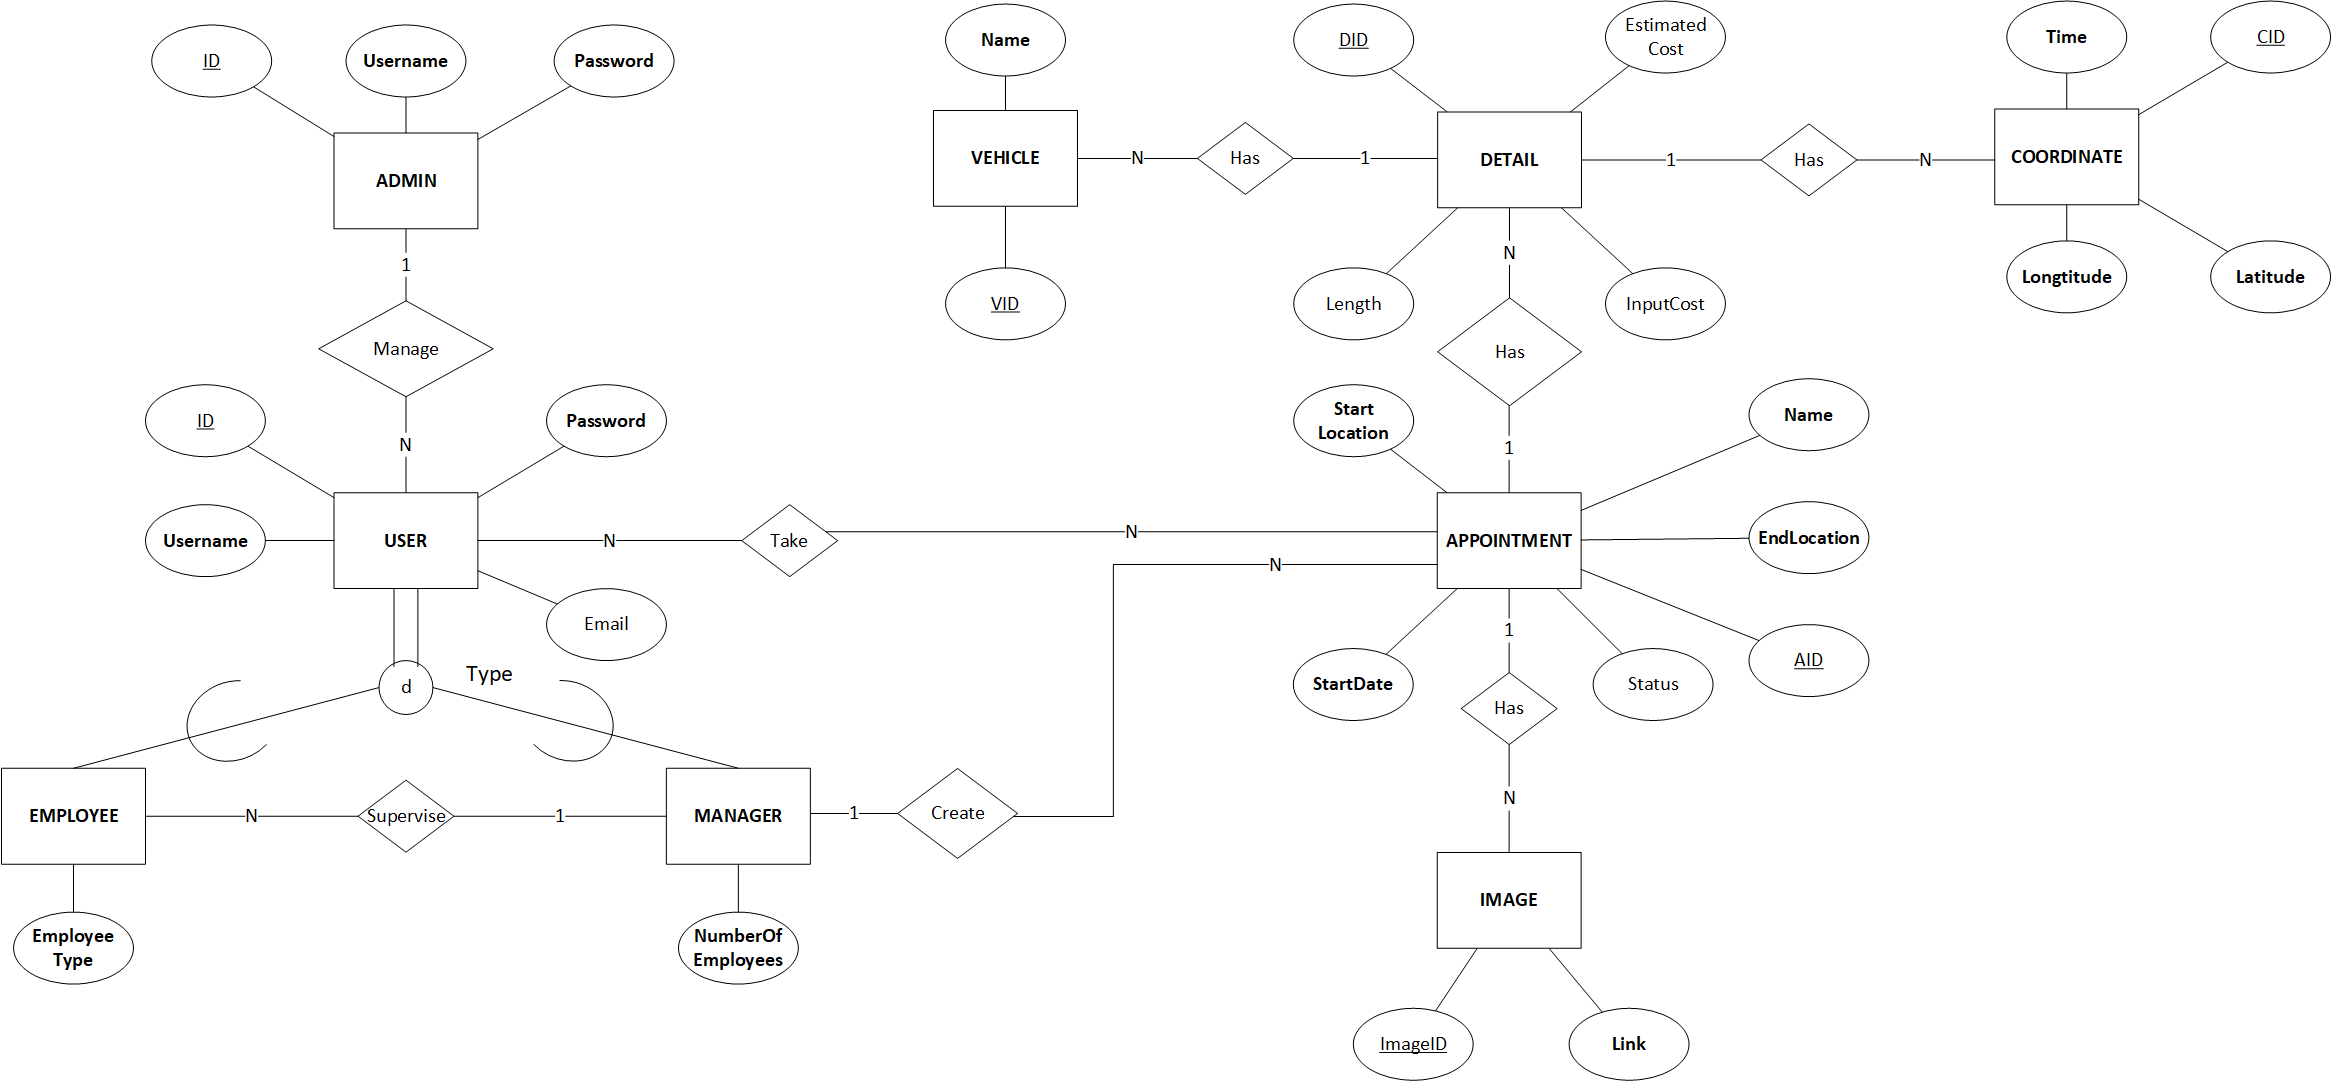 ID
Username
Password
Name
DID
Estimated
Cost
Time
CID
ADMIN
VEHICLE
N
Has
1
DETAIL
1
Has
N
COORDINATE
1
N
Length
InputCost
Longtitude
Latitude
VID
Manage
Has
ID
Password
N
Start
Location
1
Name
Username
USER
N
Take
N
APPOINTMENT
EndLocation
N
Email
1
Type
d
StartDate
Status
AID
Has
EMPLOYEE
N
Supervise
1
MANAGER
1
Create
N
IMAGE
Employee
Type
NumberOf
Employees
ImageID
Link